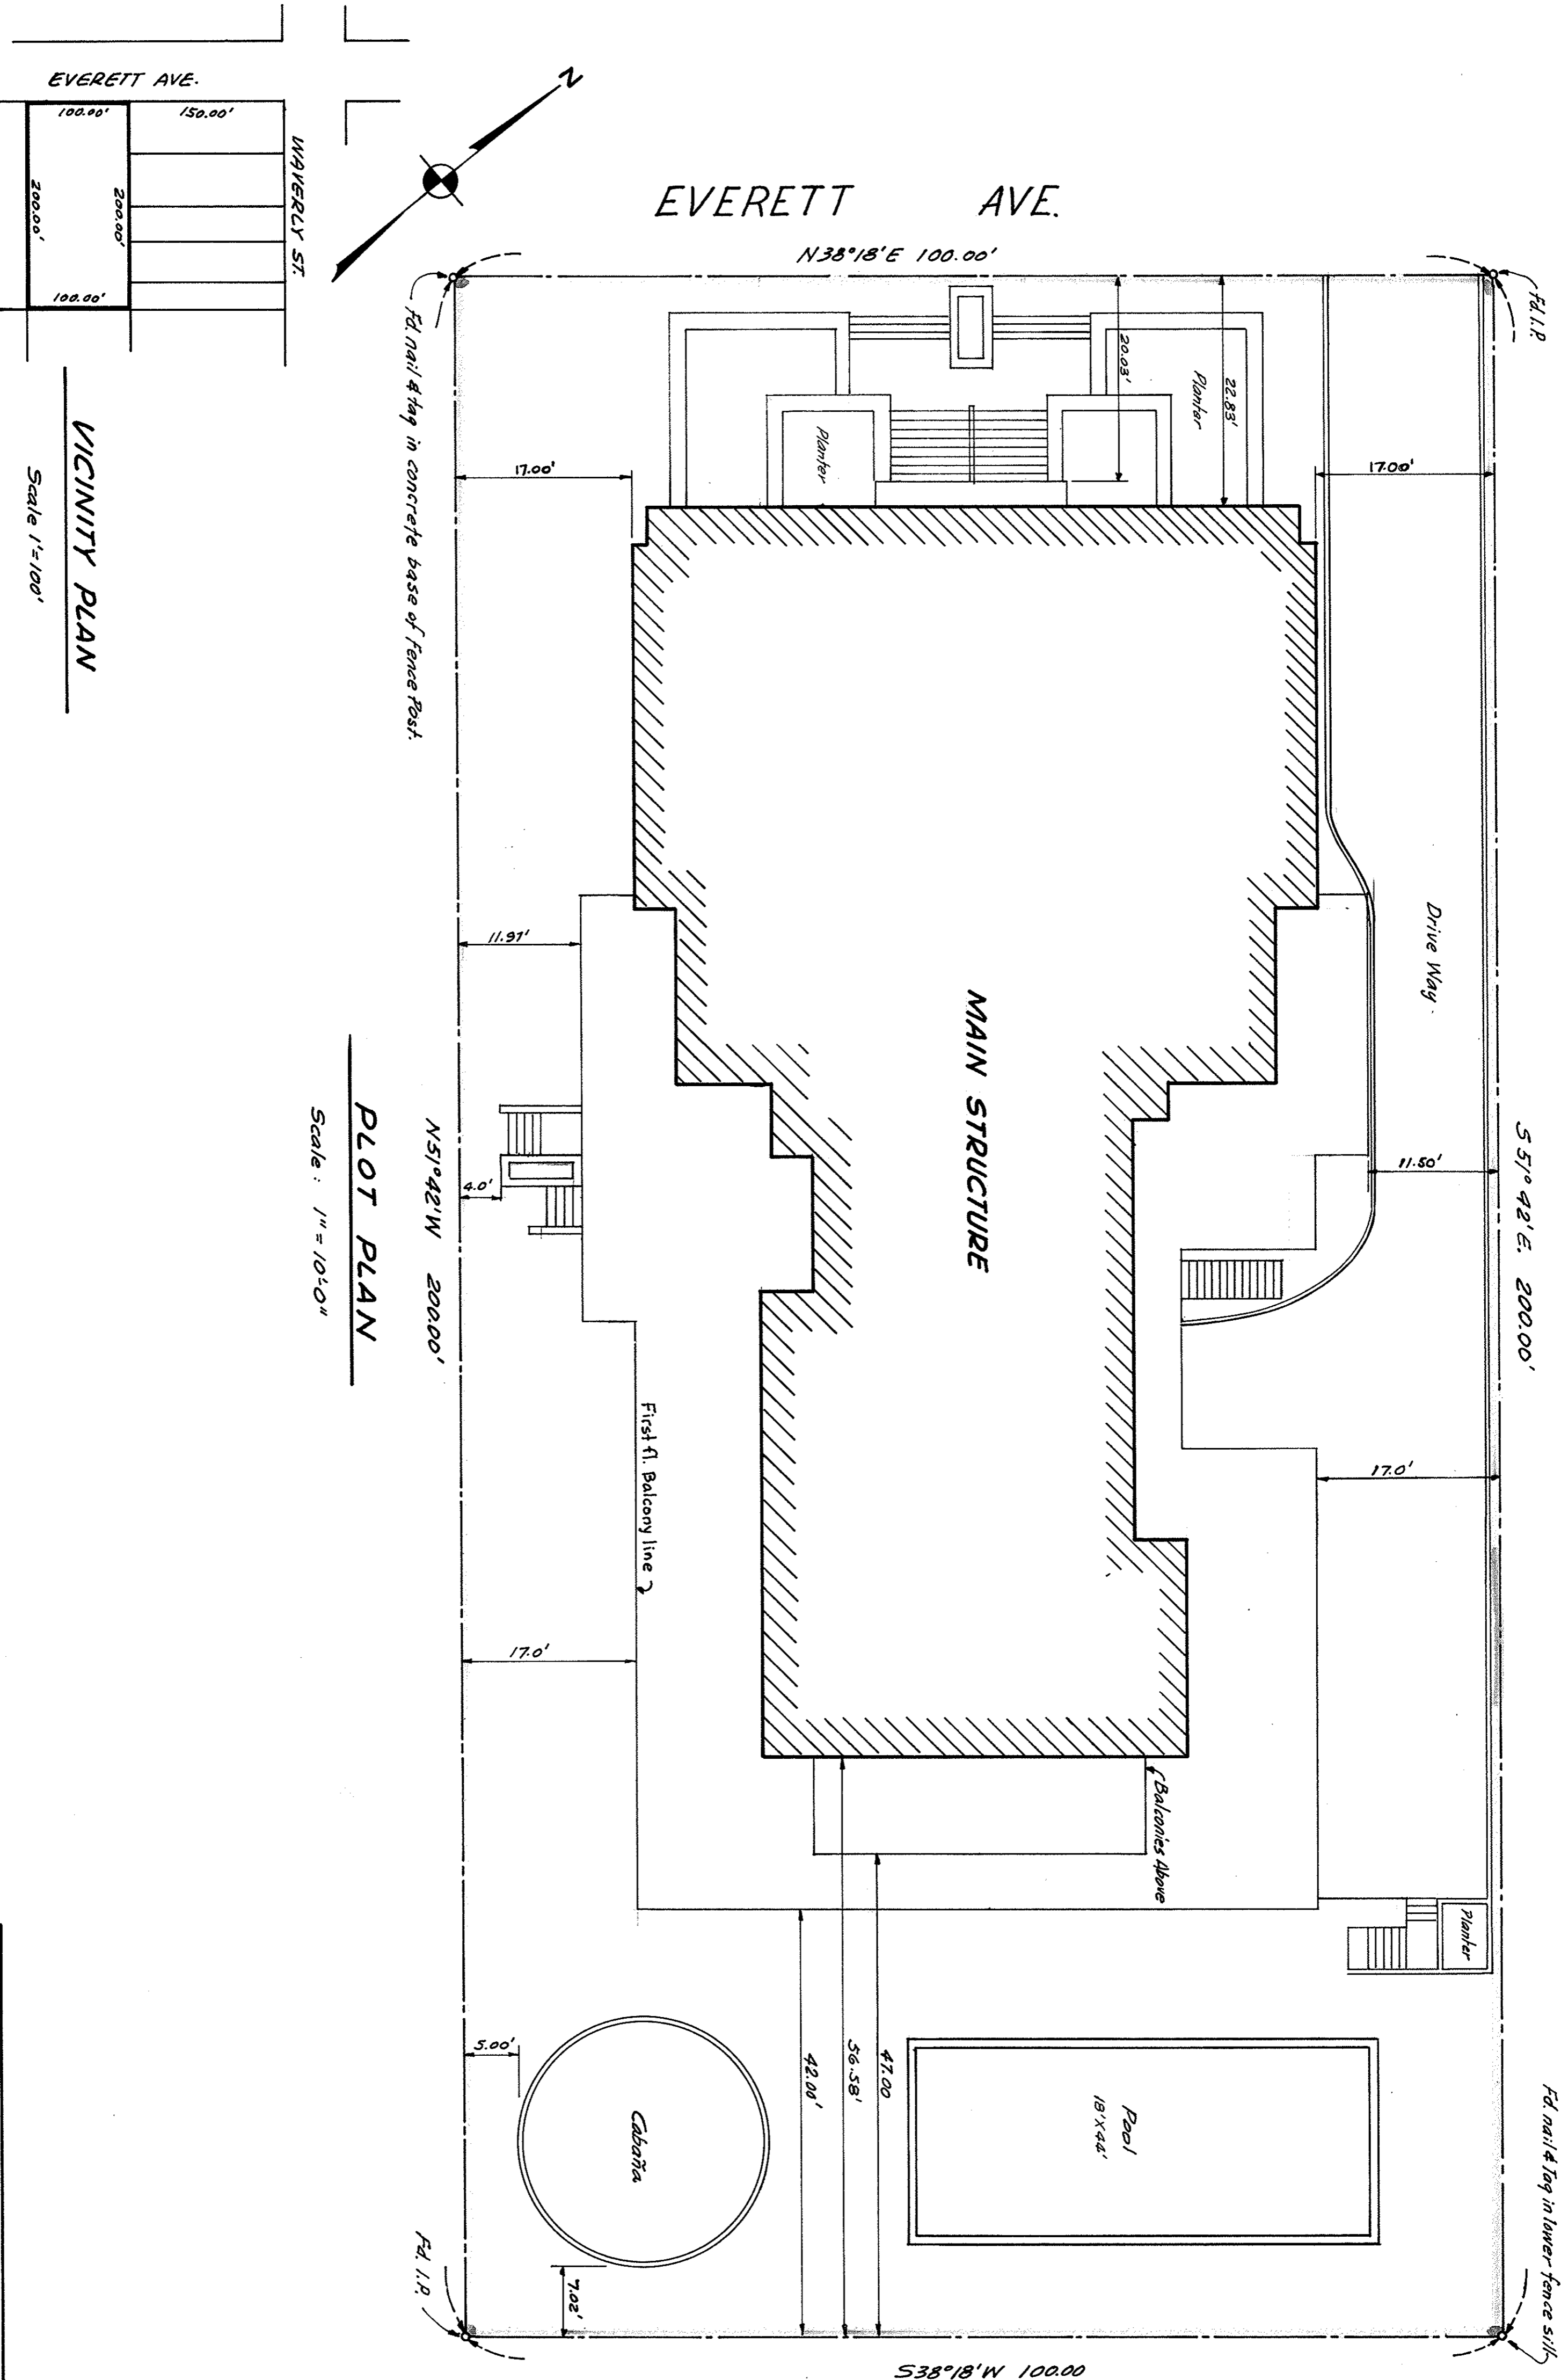 EVERETT AVE.
100.00'
150.00'
WAVERLY ST.
200.00'
200.00'
100.00'
VICINITY PLAN
Scale 1"=100'
N
EVERETT AVE.
N38°18'E 100.00'
Fd. I.P.
Fd. nail & tag in concrete base of fence Post.
20.03'
22.83'
Planter
Planter
17.00'
17.00'
Drive Way
11.97'
MAIN STRUCTURE
S 51° 42' E. 200.00'
11.50'
4.0'
N51°42'W 200.00'
PLOT PLAN
Scale: 1" = 10'-0"
17.0'
First fl. Balcony line
17.0'
Balconies Above
Planter
5.00'
42.00'
56.58'
47.00
Cabaña
Pool
18'X44'
7.02'
Fd. I.P.
Fd. nail & Tag in lower fence sill
S38°18'W 100.00